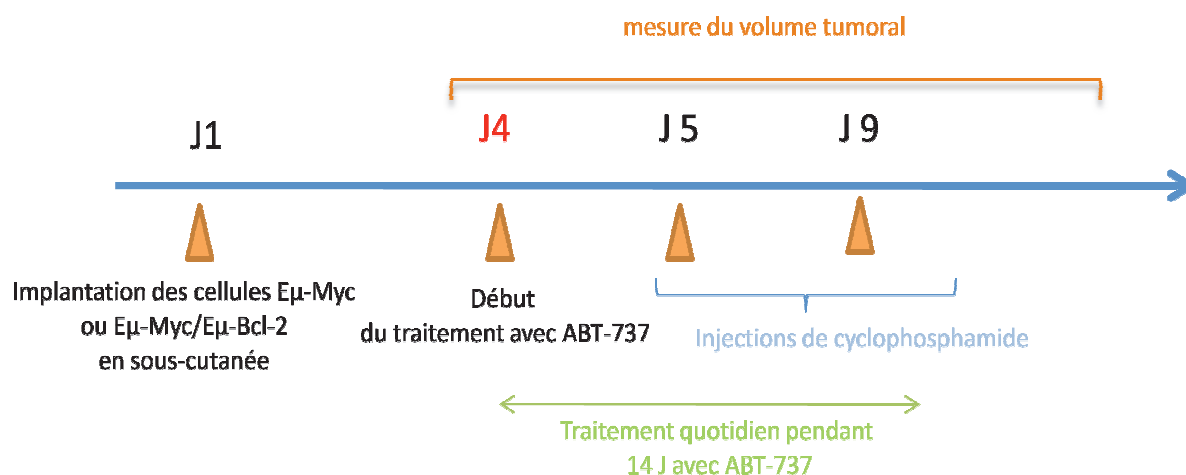 mesure du volume tumoral
J1
J4
J 5
J 9
Implantation des cellules Eµ-Myc
ou Eµ-Myc/Eµ-Bcl-2
en sous-cutanée
Début
du traitement avec ABT-737
Injections de cyclophosphamide
Traitement quotidien pendant
14 J avec ABT-737